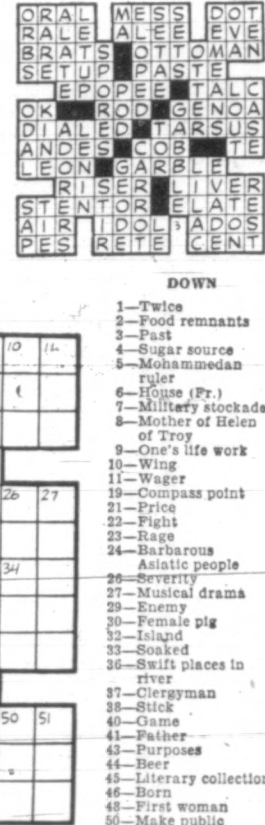 ORAL MESS DOT
RALE ALEE EVE
BRATS OTTOMAN
SETUP PASTE
EPOPEE TALC
OK ROD GENOA
DIALED TARSUS
ANDES COB TE
LEON GARBLE
RISER LIVER
STENTOR ELATE
AIR IDOL 3 ADOS
PES RETE CENT
DOWN
1—Twice
2—Food remnants
3—Past
4—Sugar source
5—Mohammedan
ruler
6—House (Fr.)
7—Military stockade
8—Mother of Helen
of Troy
9—One's life work
10—Wing
11—Wager
19—Compass point
21—Price
22—Fight
23—Rage
24—Barbarous
Asiatic people
26—Severity
27—Musical drama
29—Enemy
30—Female pig
32—Island
33—Soaked
36—Swift places in
river
37—Clergyman
38—Stick
40—Game
41—Father
43—Purposes
44—Beer
45—Literary collection
46—Born
48—First woman
50—Make public
10 11
26 27
34
50 51